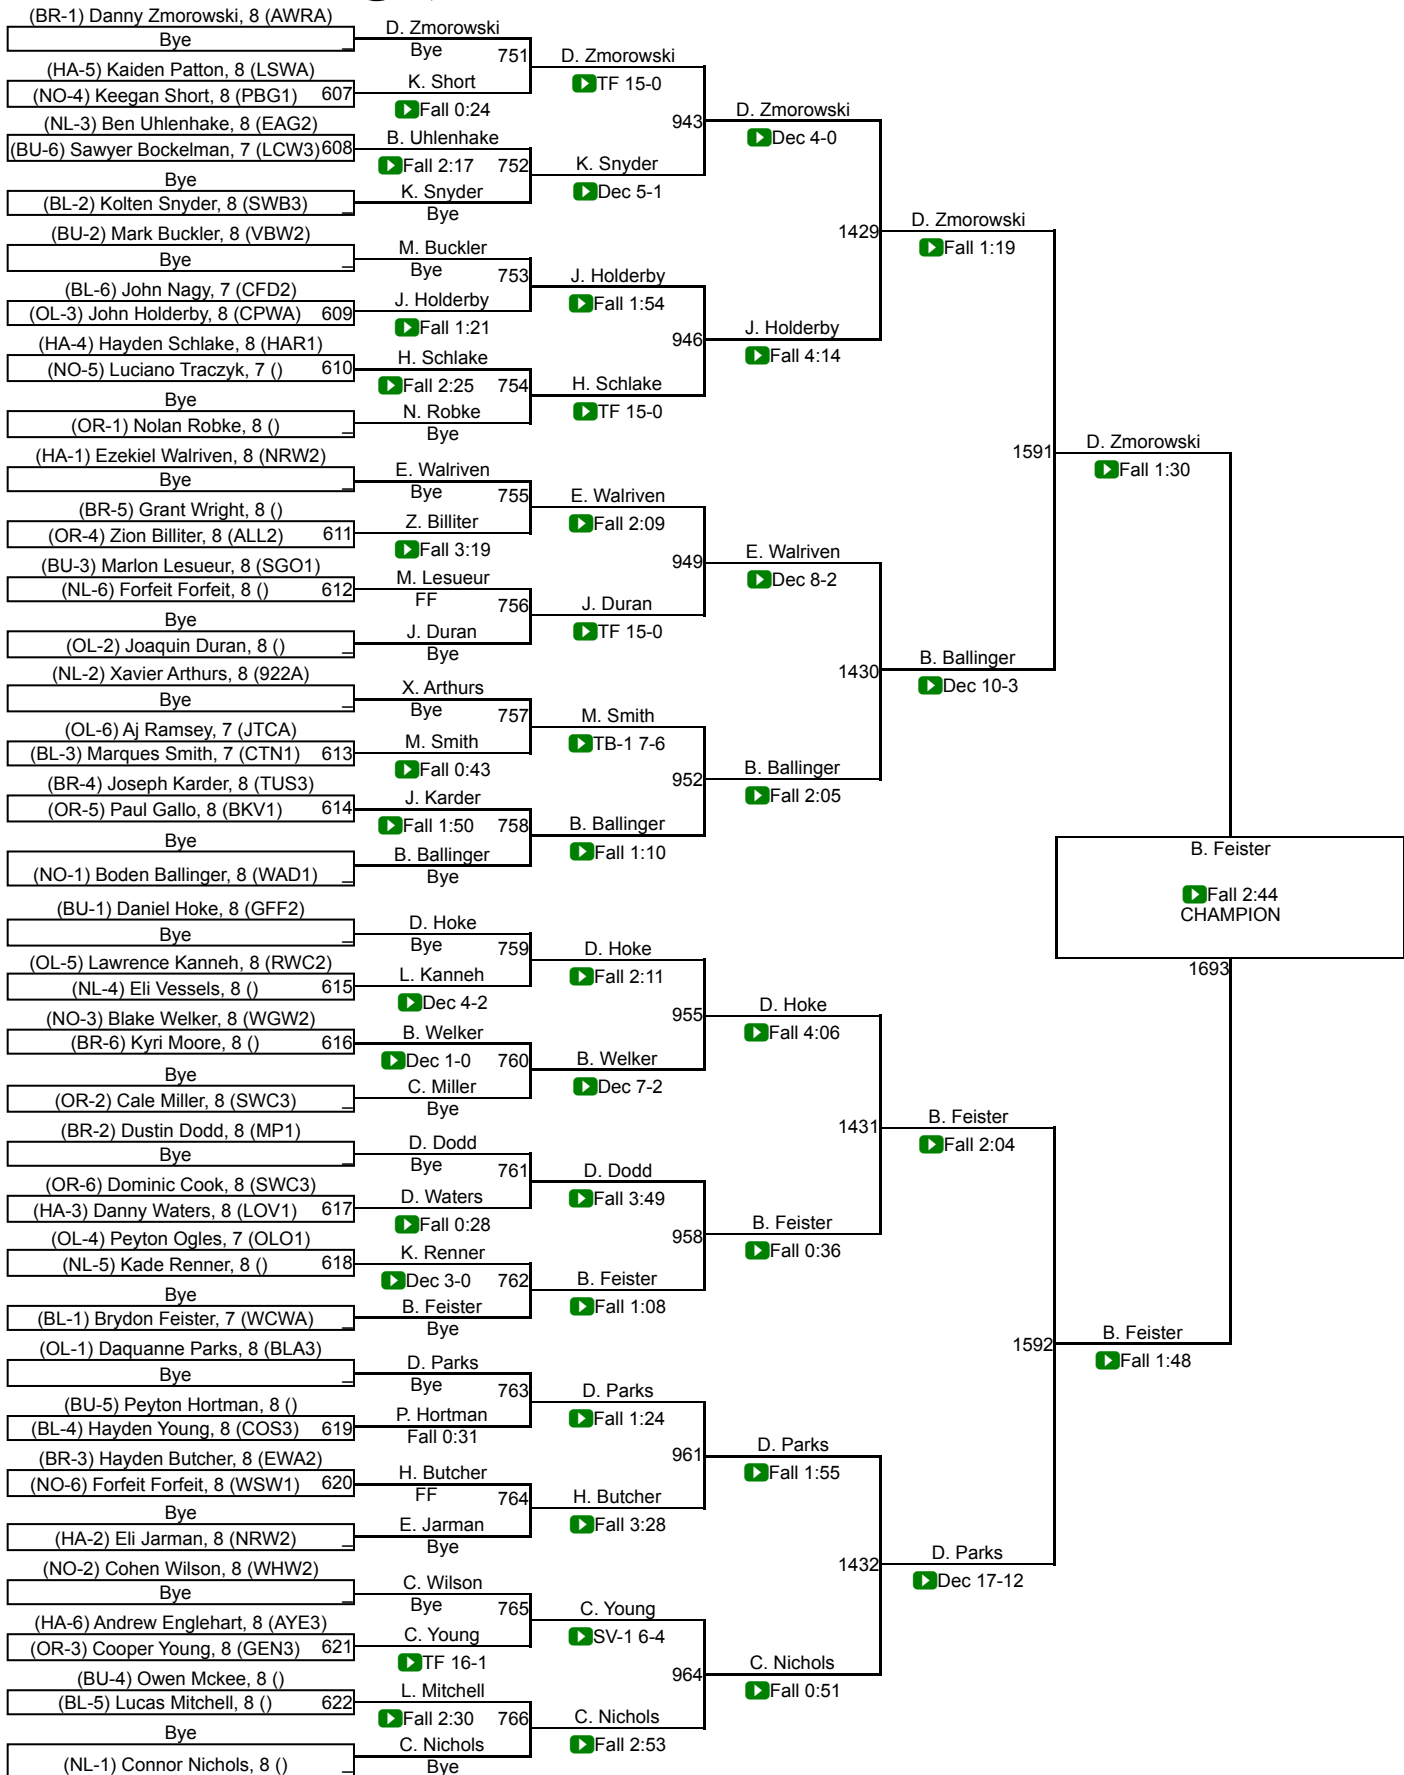 (BR-1) Danny Zmorowski, 8 (AWRA)
Bye _
(HA-5) Kaiden Patton, 8 (LSWA)
(NO-4) Keegan Short, 8 (PBG1) 607
(NL-3) Ben Uhlenhake, 8 (EAG2)
(BU-6) Sawyer Bockelman, 7 (LCW3) 608
Bye
(BL-2) Kolten Snyder, 8 (SWB3) _
(BU-2) Mark Buckler, 8 (VBW2)
Bye _
(BL-6) John Nagy, 7 (CFD2)
(OL-3) John Holderby, 8 (CPWA) 609
(HA-4) Hayden Schlake, 8 (HAR1)
(NO-5) Luciano Traczyk, 7 () 610
Bye
(OR-1) Nolan Robke, 8 () _
(HA-1) Ezekiel Walriven, 8 (NRW2)
Bye _
(BR-5) Grant Wright, 8 ()
(OR-4) Zion Billiter, 8 (ALL2) 611
(BU-3) Marlon Lesueur, 8 (SGO1)
(NL-6) Forfeit Forfeit, 8 () 612
Bye
(OL-2) Joaquin Duran, 8 () _
(NL-2) Xavier Arthurs, 8 (922A)
Bye _
(OL-6) Aj Ramsey, 7 (JTCA)
(BL-3) Marques Smith, 7 (CTN1) 613
(BR-4) Joseph Karder, 8 (TUS3)
(OR-5) Paul Gallo, 8 (BKV1) 614
Bye
(NO-1) Boden Ballinger, 8 (WAD1) _
(BU-1) Daniel Hoke, 8 (GFF2)
Bye _
(OL-5) Lawrence Kanneh, 8 (RWC2)
(NL-4) Eli Vessels, 8 () 615
(NO-3) Blake Welker, 8 (WGW2)
(BR-6) Kyri Moore, 8 () 616
Bye
(OR-2) Cale Miller, 8 (SWC3) _
(BR-2) Dustin Dodd, 8 (MP1)
Bye _
(OR-6) Dominic Cook, 8 (SWC3)
(HA-3) Danny Waters, 8 (LOV1) 617
(OL-4) Peyton Ogles, 7 (OLO1)
(NL-5) Kade Renner, 8 () 618
Bye
(BL-1) Brydon Feister, 7 (WCWA) _
(OL-1) Daquanne Parks, 8 (BLA3)
Bye _
(BU-5) Peyton Hortman, 8 ()
(BL-4) Hayden Young, 8 (COS3) 619
(BR-3) Hayden Butcher, 8 (EWA2)
(NO-6) Forfeit Forfeit, 8 (WSW1) 620
Bye
(HA-2) Eli Jarman, 8 (NRW2) _
(NO-2) Cohen Wilson, 8 (WHW2)
Bye _
(HA-6) Andrew Englehart, 8 (AYE3)
(OR-3) Cooper Young, 8 (GEN3) 621
(BU-4) Owen Mckee, 8 ()
(BL-5) Lucas Mitchell, 8 () 622
Bye
(NL-1) Connor Nichols, 8 () _
D. Zmorowski
Bye 751
K. Short
Fall 0:24
B. Uhlenhake
Fall 2:17 752
K. Snyder
Bye
M. Buckler
Bye 753
J. Holderby
Fall 1:21
H. Schlake
Fall 2:25 754
N. Robke
Bye
E. Walriven
Bye 755
Z. Billiter
Fall 3:19
M. Lesueur
FF 756
J. Duran
Bye
X. Arthurs
Bye 757
M. Smith
Fall 0:43
J. Karder
Fall 1:50 758
B. Ballinger
Bye
D. Hoke
Bye 759
L. Kanneh
Dec 4-2
B. Welker
Dec 1-0 760
C. Miller
Bye
D. Dodd
Bye 761
D. Waters
Fall 0:28
K. Renner
Dec 3-0 762
B. Feister
Bye
D. Parks
Bye 763
P. Hortman
Fall 0:31
H. Butcher
FF 764
E. Jarman
Bye
C. Wilson
Bye 765
C. Young
TF 16-1
L. Mitchell
Fall 2:30 766
C. Nichols
Bye
D. Zmorowski
TF 15-0
943
K. Snyder
Dec 5-1
J. Holderby
Fall 1:54
946
H. Schlake
TF 15-0
E. Walriven
Fall 2:09
949
J. Duran
TF 15-0
M. Smith
TB-1 7-6
952
B. Ballinger
Fall 1:10
D. Hoke
Fall 2:11
955
B. Welker
Dec 7-2
D. Dodd
Fall 3:49
958
B. Feister
Fall 1:08
D. Parks
Fall 1:24
961
H. Butcher
Fall 3:28
C. Young
SV-1 6-4
964
C. Nichols
Fall 2:53
D. Zmorowski
Dec 4-0
1429
J. Holderby
Fall 4:14
E. Walriven
Dec 8-2
1430
B. Ballinger
Fall 2:05
D. Hoke
Fall 4:06
1431
B. Feister
Fall 0:36
D. Parks
Fall 1:55
1432
C. Nichols
Fall 0:51
D. Zmorowski
Fall 1:19
1591
B. Ballinger
Dec 10-3
B. Feister
Fall 2:04
1592
D. Parks
Dec 17-12
D. Zmorowski
Fall 1:30
B. Feister
Fall 1:48
B. Feister
Fall 2:44
CHAMPION
1693